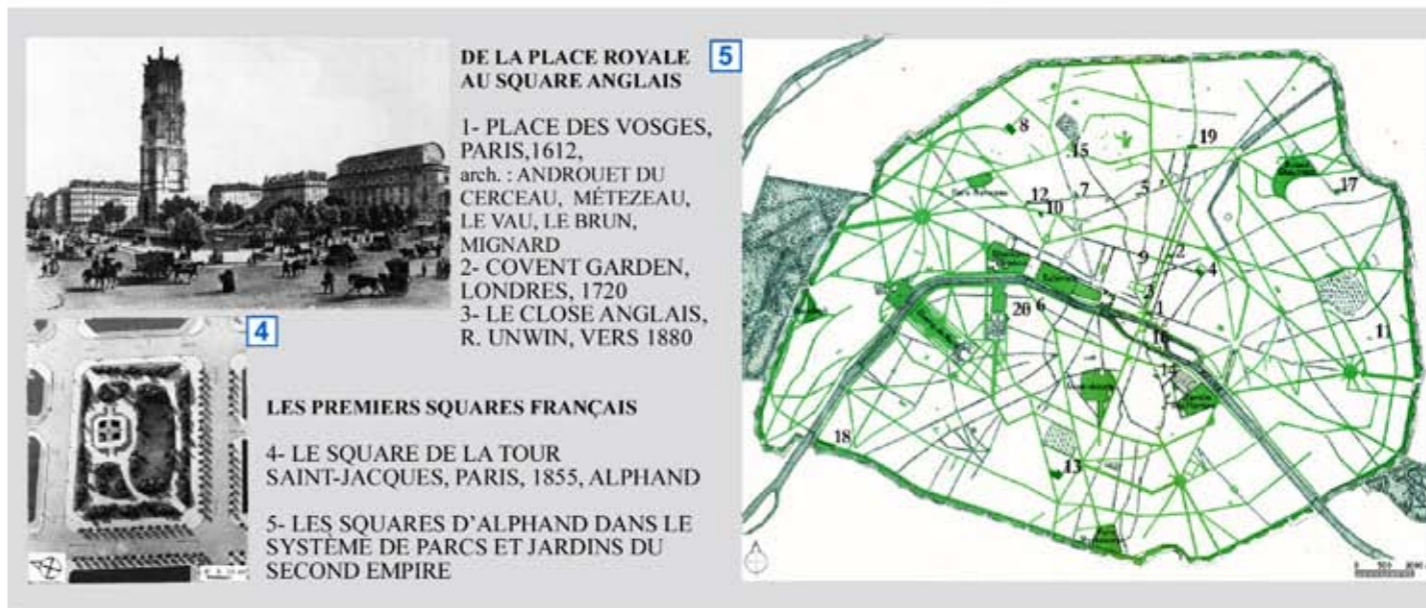 DE LA PLACE ROYALE
AU SQUARE ANGLAIS
1- PLACE DES VOSGES,
PARIS,1612,
arch. : ANDROUET DU
CERCEAU, MÉTEZEAU,
LE VAU, LE BRUN,
MIGNARD
2- COVENT GARDEN,
LONDRES, 1720
3- LE CLOSE ANGLAIS,
R. UNWIN, VERS 1880
4
LES PREMIERS SQUARES FRANÇAIS
4- LE SQUARE DE LA TOUR
SAINT-JACQUES, PARIS, 1855, ALPHAND
5- LES SQUARES D'ALPHAND DANS LE
SYSTÈME DE PARCS ET JARDINS DU
SECOND EMPIRE
5
8
15
19
17
12
10
7
5
9
2
4
3
1
20
6
16
11
14
18
13
0 500